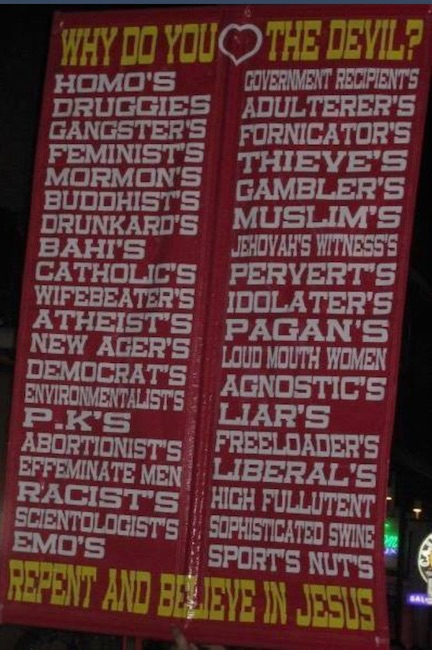 WHY DO YOU ♡ THE DEVIL?
HOMO'S
DRUGGIES
GANGSTER'S
FEMINIST'S
MORMON'S
BUDDHIST'S
DRUNKARD'S
BAHI'S
CATHOLIC'S
WIFEBEATER'S
ATHEIST'S
NEW AGER'S
DEMOCRAT'S
ENVIRONMENTALIST'S
P.K'S
ABORTIONIST'S
EFFEMINATE MEN
RACIST'S
SCIENTOLOGIST'S
EMO'S
GOVERNMENT RECIPIENT'S
ADULTERER'S
FORNICATOR'S
THIEVE'S
GAMBLER'S
MUSLIM'S
JEHOVAH'S WITNESS'S
PERVERT'S
IDOLATER'S
PAGAN'S
LOUD MOUTH WOMEN
AGNOSTIC'S
LIAR'S
FREELOADER'S
LIBERAL'S
HIGH FULLUTENT
SOPHISTICATED SWINE
SPORT'S NUT'S
REPENT AND BELIEVE IN JESUS